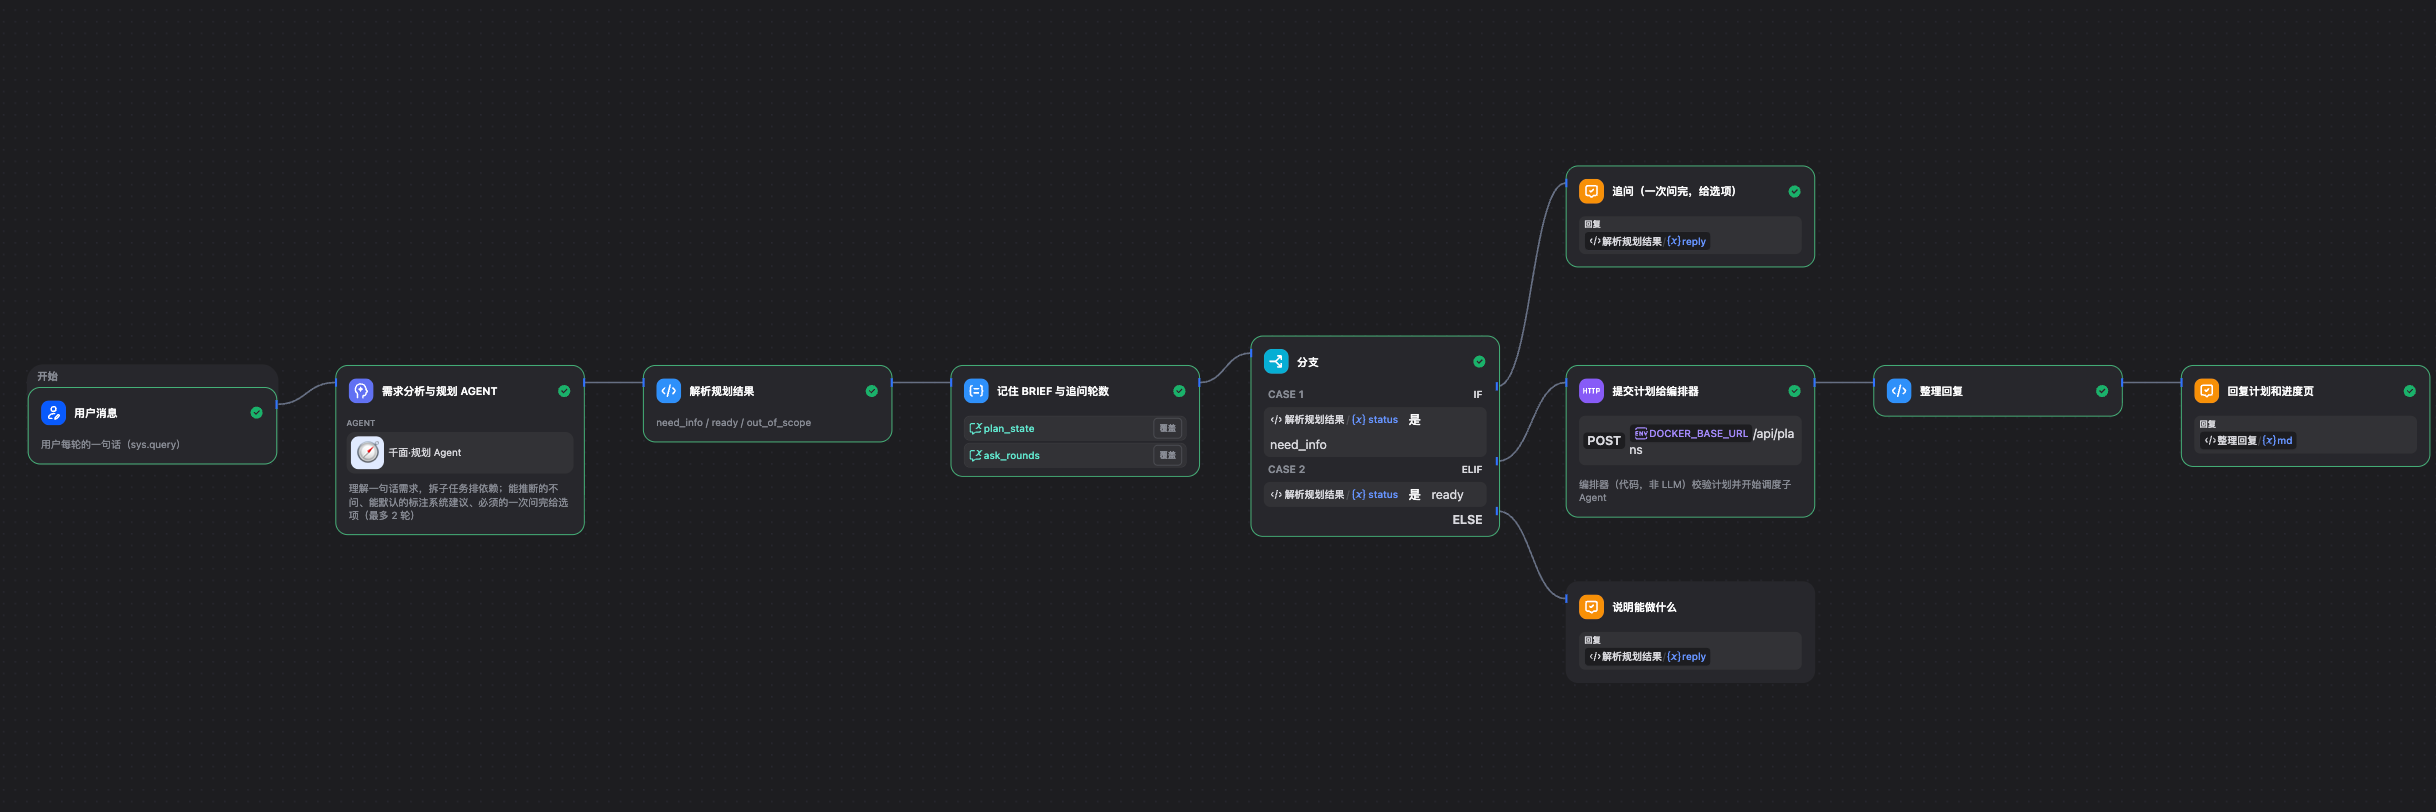 开始
用户消息
用户每轮的一句话（sys.query）
需求分析与规划 AGENT
AGENT
千面·规划 Agent
理解一句话需求，拆子任务排依赖；能推断的不
问、能默认的标注系统建议、必须的一次问完给选
项（最多 2 轮）
解析规划结果
need_info / ready / out_of_scope
记住 BRIEF 与追问轮数
plan_state 覆盖
ask_rounds 覆盖
分支
CASE 1 IF
解析规划结果 / {x} status 是
need_info
CASE 2 ELIF
解析规划结果 / {x} status 是 ready
ELSE
追问（一次问完，给选项）
回复
解析规划结果 / {x} reply
HTTP 提交计划给编排器
POST ENV DOCKER_BASE_URL /api/pla
ns
编排器（代码，非 LLM）校验计划并开始调度子
Agent
说明能做什么
回复
解析规划结果 / {x} reply
整理回复
回复计划和进度页
回复
整理回复 / {x} md